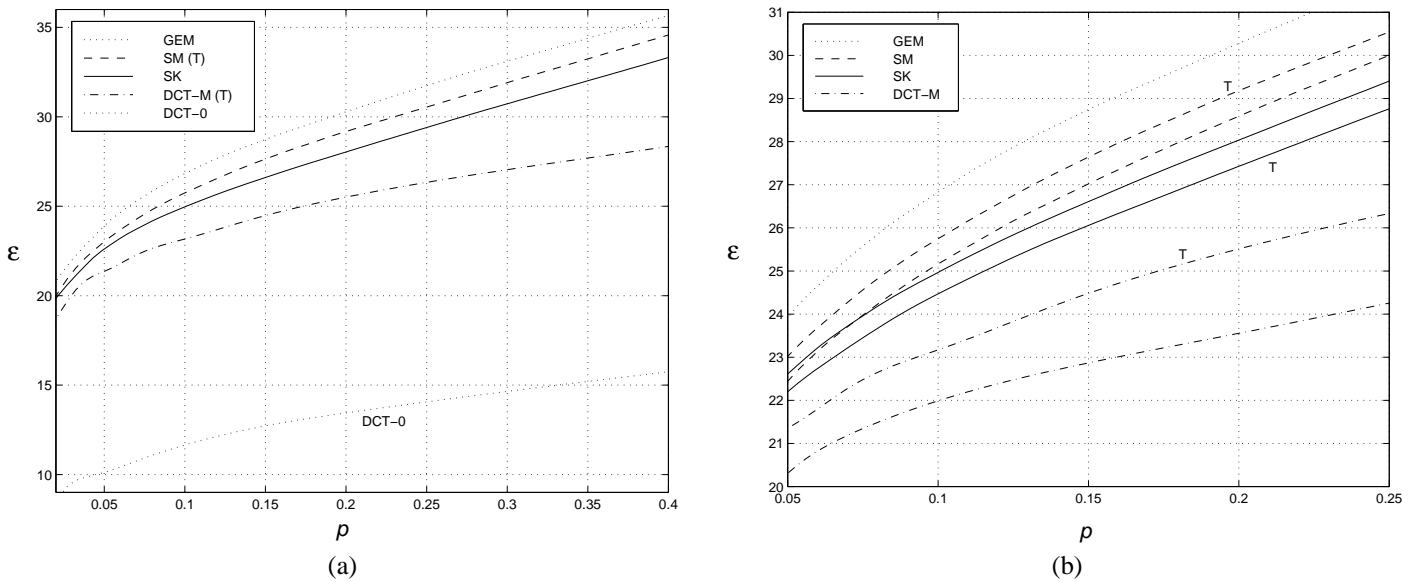 35
30
25
20
15
10
ε
GEM
SM (T)
SK
DCT−M (T)
DCT−0
DCT−0
0.05
0.1
0.15
0.2
0.25
0.3
0.35
0.4
p
(a)
31
30
29
28
27
26
25
24
23
22
21
20
ε
GEM
SM
SK
DCT−M
T
T
T
0.05
0.1
0.15
0.2
0.25
p
(b)